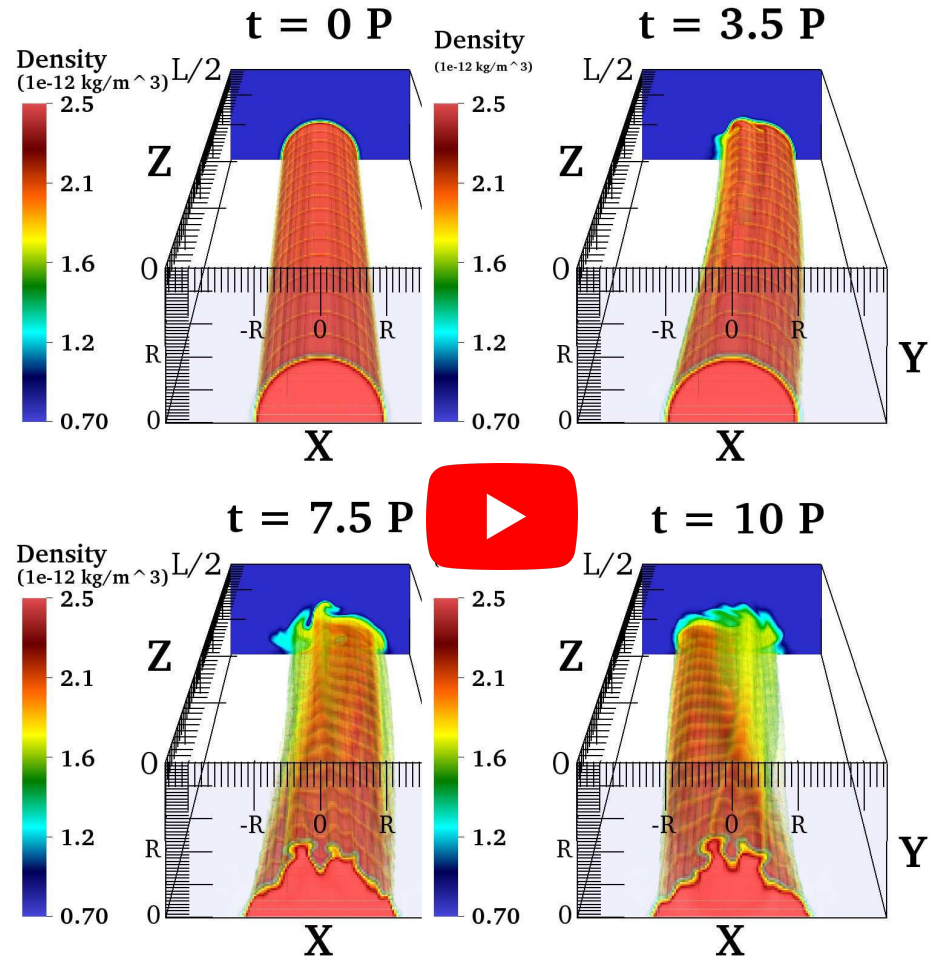 t = 0 P
Density
(1e-12 kg/m^3)
L/2
2.5
2.1
1.6
1.2
0.70
Z
0
-R
0
R
R
0
X
t = 3.5 P
Density
(1e-12 kg/m^3)
L/2
2.5
2.1
1.6
1.2
0.70
Z
0
-R
0
R
R
0
Y
X
t = 7.5 P
Density
(1e-12 kg/m^3)
L/2
2.5
2.1
1.6
1.2
0.70
Z
0
-R
0
R
R
0
X
t = 10 P
L/2
2.5
2.1
1.6
1.2
0.70
Z
0
-R
0
R
R
0
Y
X